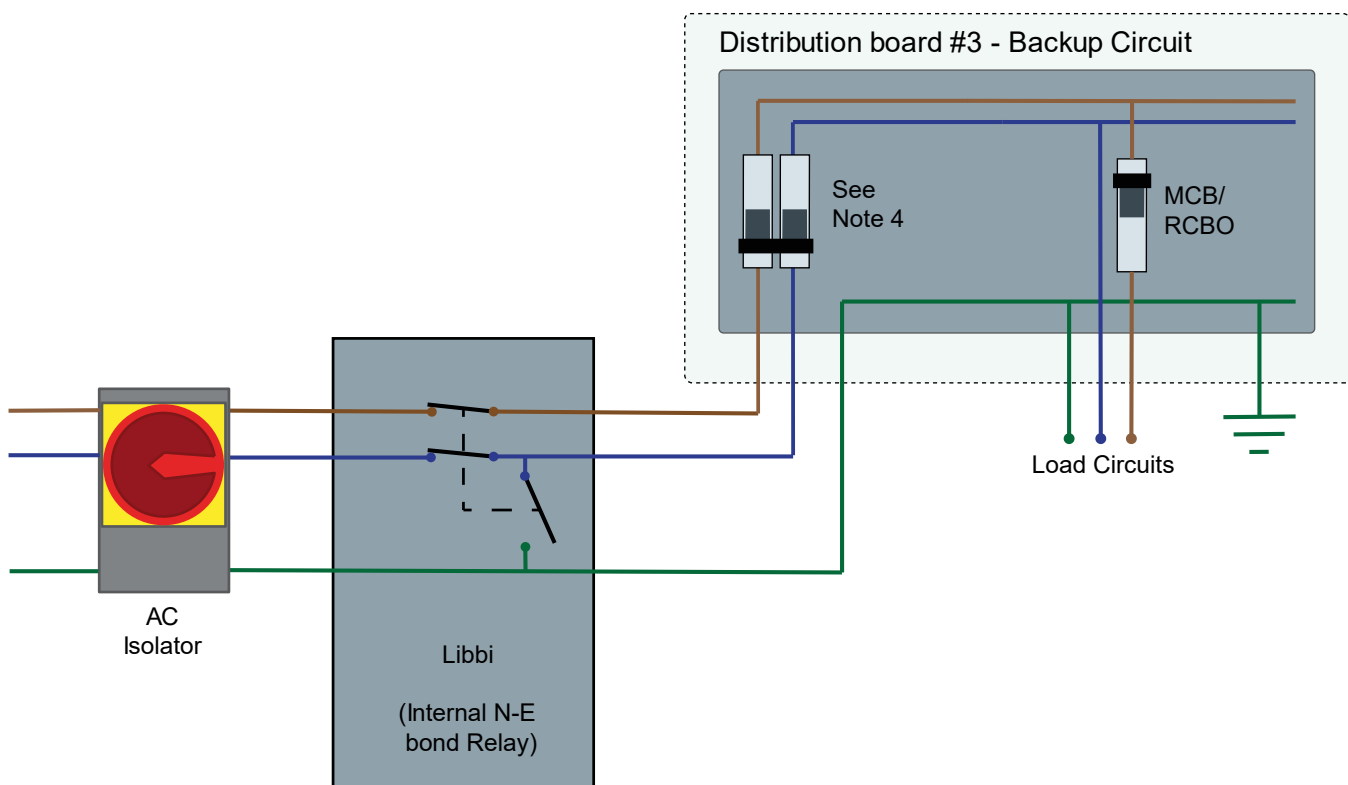 Distribution board #3 - Backup Circuit
See
Note 4
MCB/
RCBO
Load Circuits
AC
Isolator
Libbi
(Internal N-E
bond Relay)